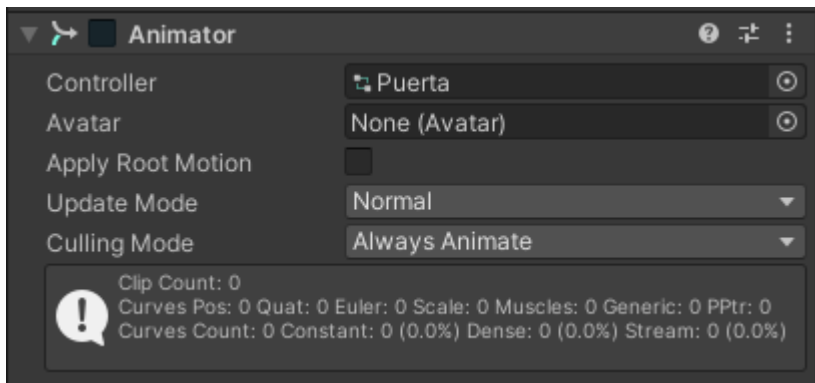 Animator
Controller Puerta
Avatar None (Avatar)
Apply Root Motion
Update Mode Normal
Culling Mode Always Animate
Clip Count: 0
Curves Pos: 0 Quat: 0 Euler: 0 Scale: 0 Muscles: 0 Generic: 0 PPtr: 0
Curves Count: 0 Constant: 0 (0.0%) Dense: 0 (0.0%) Stream: 0 (0.0%)